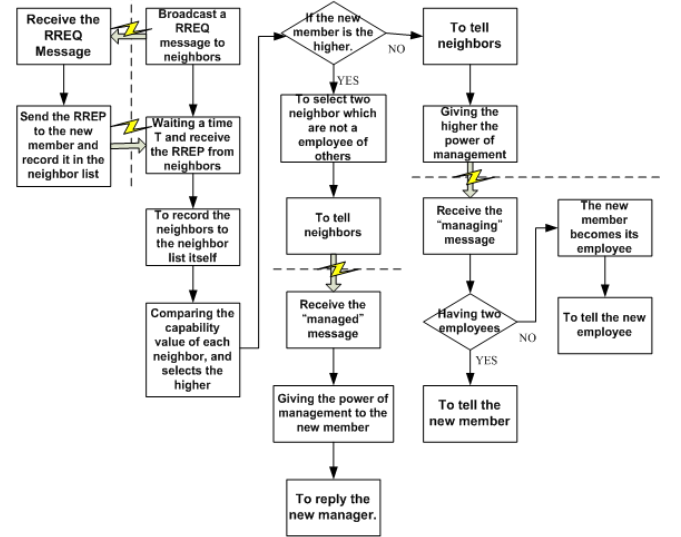 Receive the
RREQ
Message
Send the RREP
to the new
member and
record it in the
neighbor list
Broadcast a
RREQ
message to
neighbors
Waiting a time
T and receive
the RREP from
neighbors
To record the
neighbors to
the neighbor
list itself
Comparing the
capability
value of each
neighbor, and
selects the
higher
If the new
member is the
higher.
NO
YES
To select two
neighbor which
are not a
employee of
others
To tell
neighbors
Receive the
"managed"
message
Giving the power of
management to the
new member
To reply the
new manager.
To tell
neighbors
Giving the
higher the
power of
management
Receive the
"managing"
message
Having two
employees
NO
YES
To tell the
new member
The new
member
becomes its
employee
To tell the new
employee